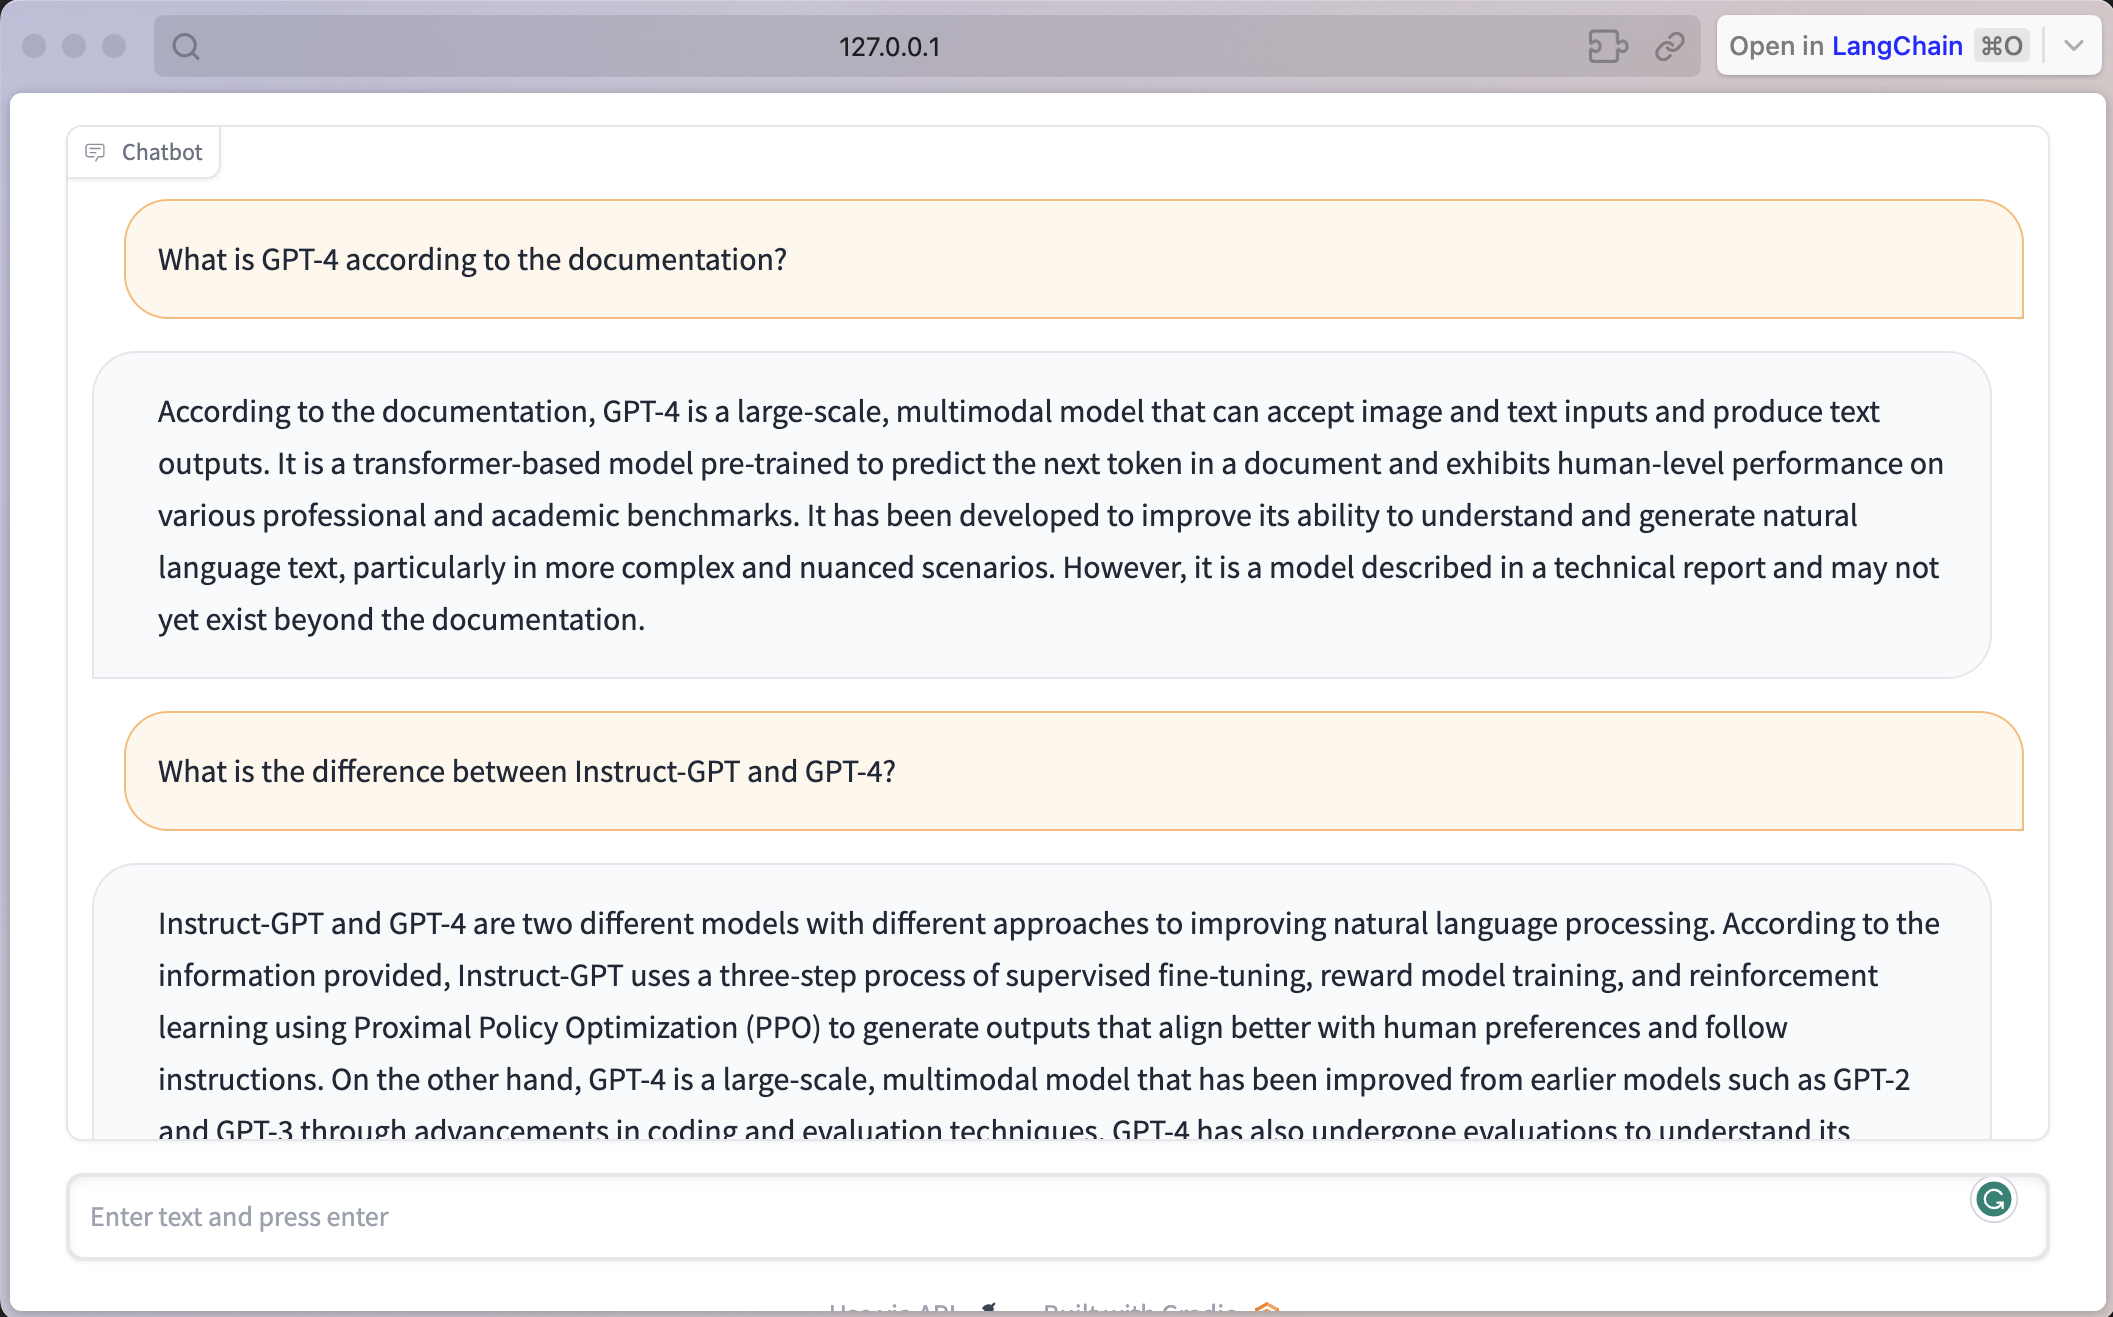 127.0.0.1
Open in LangChain ⌘O
Chatbot
What is GPT-4 according to the documentation?
According to the documentation, GPT-4 is a large-scale, multimodal model that can accept image and text inputs and produce text
outputs. It is a transformer-based model pre-trained to predict the next token in a document and exhibits human-level performance on
various professional and academic benchmarks. It has been developed to improve its ability to understand and generate natural
language text, particularly in more complex and nuanced scenarios. However, it is a model described in a technical report and may not
yet exist beyond the documentation.
What is the difference between Instruct-GPT and GPT-4?
Instruct-GPT and GPT-4 are two different models with different approaches to improving natural language processing. According to the
information provided, Instruct-GPT uses a three-step process of supervised fine-tuning, reward model training, and reinforcement
learning using Proximal Policy Optimization (PPO) to generate outputs that align better with human preferences and follow
instructions. On the other hand, GPT-4 is a large-scale, multimodal model that has been improved from earlier models such as GPT-2
and GPT-3 through advancements in coding and evaluation techniques. GPT-4 has also undergone evaluations to understand its
Enter text and press enter
Use via API
Built with Gradio